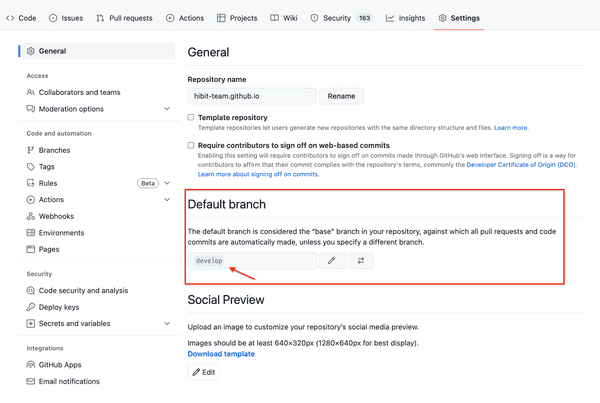 Code Issues Pull requests Actions Projects Wiki Security 163 Insights Settings
General
Access
Collaborators and teams
Moderation options
Code and automation
Branches
Tags
Rules Beta
Actions
Webhooks
Environments
Pages
Security
Code security and analysis
Deploy keys
Secrets and variables
Integrations
GitHub Apps
Email notifications
General
Repository name
hibit-team.github.io Rename
Template repository
Template repositories let users generate new repositories with the same directory structure and files. Learn more.
Require contributors to sign off on web-based commits
Enabling this setting will require contributors to sign off on commits made through GitHub's web interface. Signing off is a way for
contributors to affirm that their commit complies with the repository's terms, commonly the Developer Certificate of Origin (DCO).
Learn more about signing off on commits.
Default branch
The default branch is considered the "base" branch in your repository, against which all pull requests and code
commits are automatically made, unless you specify a different branch.
develop
Social Preview
Upload an image to customize your repository's social media preview.
Images should be at least 640×320px (1280×640px for best display).
Download template
Edit